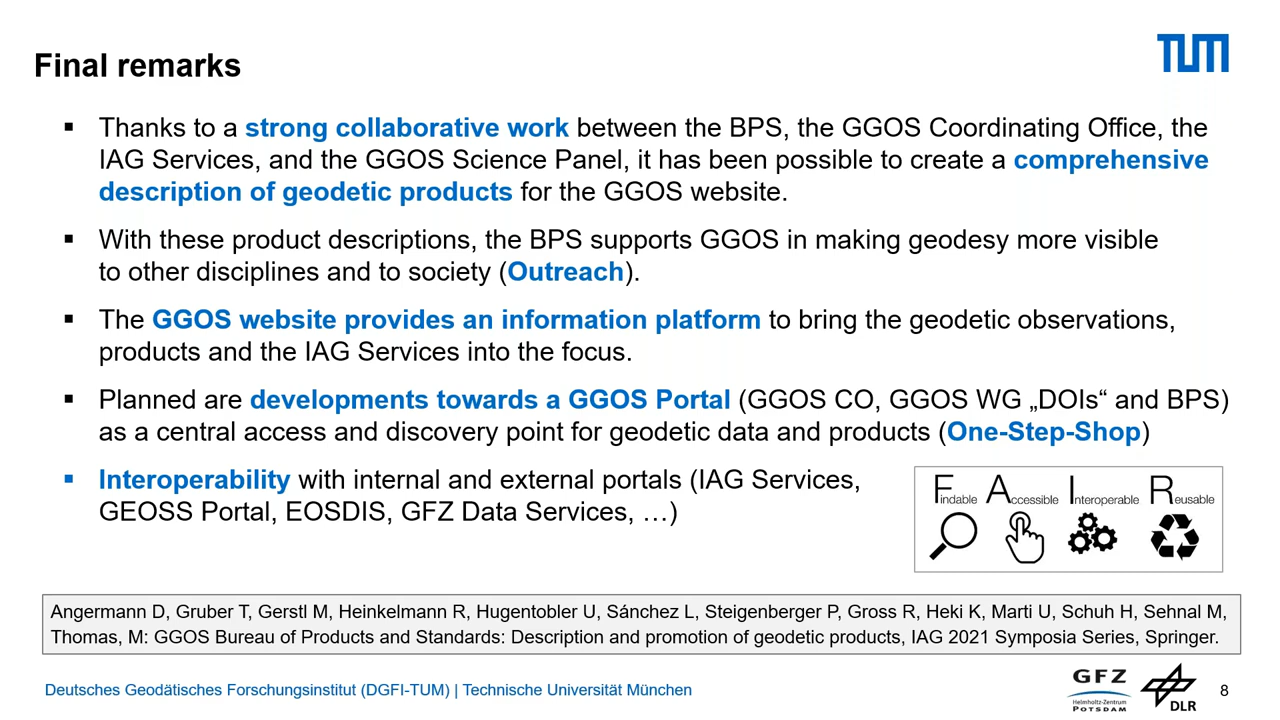 TUM
Final remarks
▪ Thanks to a strong collaborative work between the BPS, the GGOS Coordinating Office, the
IAG Services, and the GGOS Science Panel, it has been possible to create a comprehensive
description of geodetic products for the GGOS website.
▪ With these product descriptions, the BPS supports GGOS in making geodesy more visible
to other disciplines and to society (Outreach).
▪ The GGOS website provides an information platform to bring the geodetic observations,
products and the IAG Services into the focus.
▪ Planned are developments towards a GGOS Portal (GGOS CO, GGOS WG „DOIs“ and BPS)
as a central access and discovery point for geodetic data and products (One-Step-Shop)
▪ Interoperability with internal and external portals (IAG Services,
GEOSS Portal, EOSDIS, GFZ Data Services, …)
Findable Accessible Interoperable Reusable
Angermann D, Gruber T, Gerstl M, Heinkelmann R, Hugentobler U, Sánchez L, Steigenberger P, Gross R, Heki K, Marti U, Schuh H, Sehnal M,
Thomas, M: GGOS Bureau of Products and Standards: Description and promotion of geodetic products, IAG 2021 Symposia Series, Springer.
Deutsches Geodätisches Forschungsinstitut (DGFI-TUM) | Technische Universität München
GFZ
Helmholtz-Zentrum
POTSDAM
DLR
8